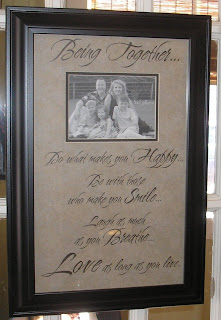 Being Together...
Do what makes you Happy...
Be with those
who make you Smile...
Laugh as much
as you Breathe...
Love as long as you live.